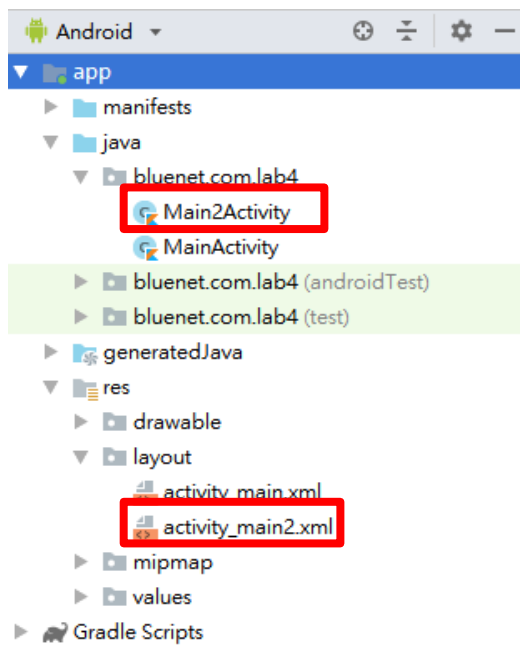 Android
app
manifests
java
bluenet.com.lab4
Main2Activity
MainActivity
bluenet.com.lab4 (androidTest)
bluenet.com.lab4 (test)
generatedJava
res
drawable
layout
activity_main.xml
activity_main2.xml
mipmap
values
Gradle Scripts